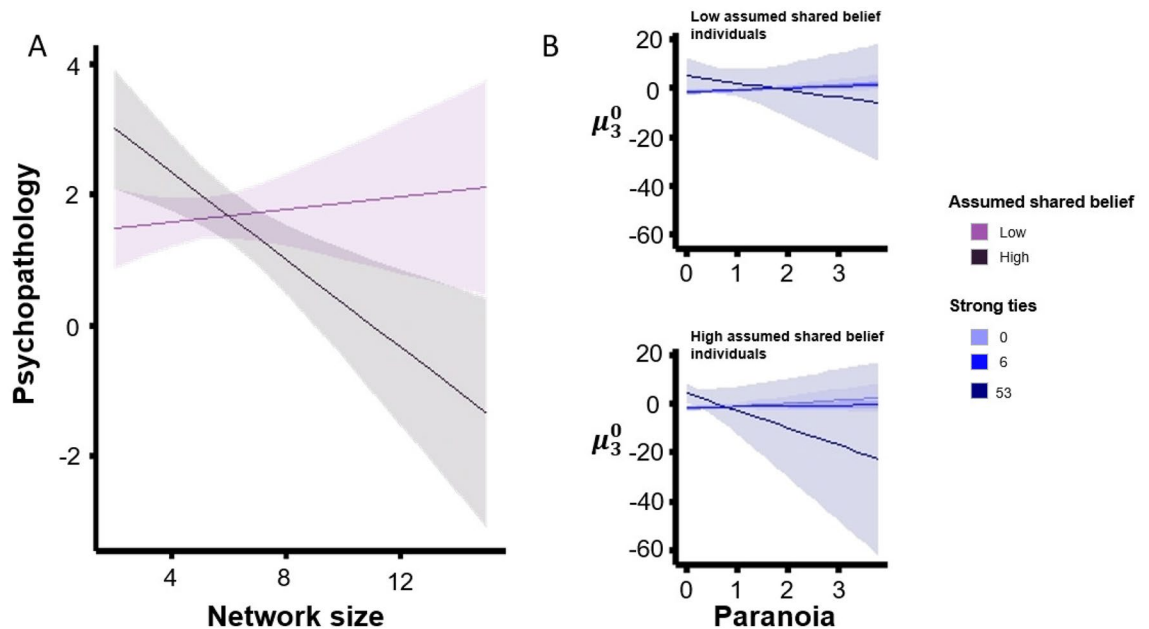 A
4
2
0
-2
Psychopathology
4
8
12
Network size
B
Low assumed shared belief
individuals
20
0
-20
-40
-60
μ₃⁰
0
1
2
3
High assumed shared belief
individuals
20
0
-20
-40
-60
μ₃⁰
0
1
2
3
Paranoia
Assumed shared belief
Low
High
Strong ties
0
6
53